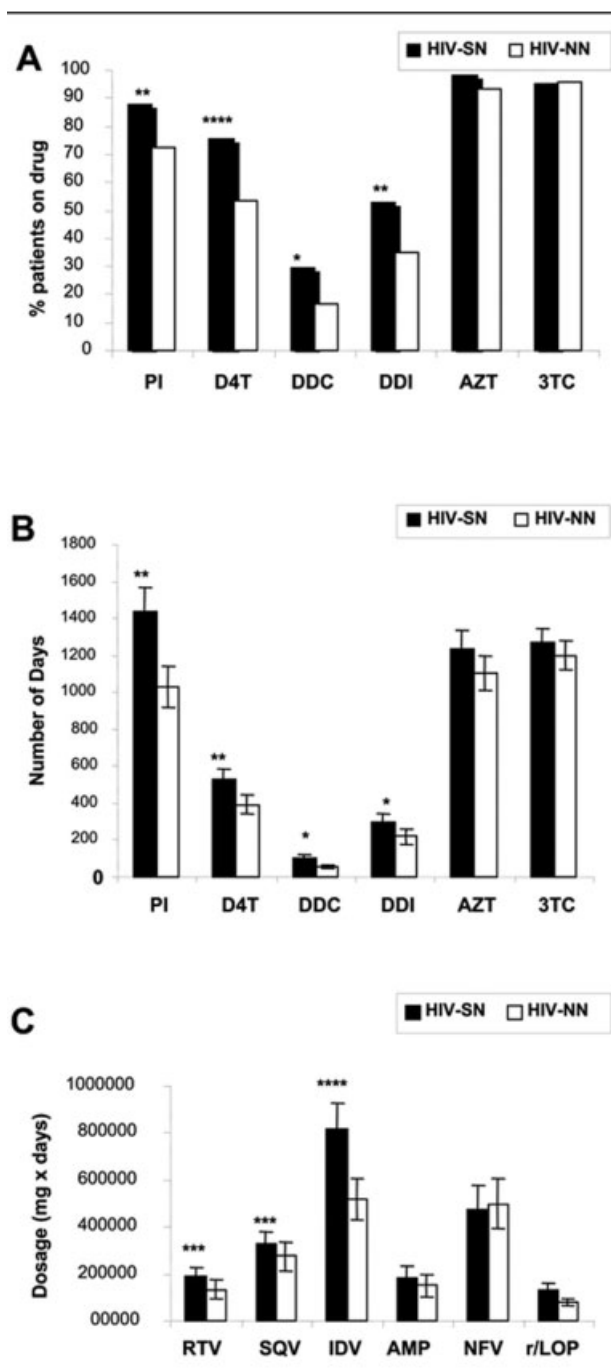 A
HIV-SN HIV-NN
% patients on drug
100
90
80
70
60
50
40
30
20
10
0
** **** * **
PI D4T DDC DDI AZT 3TC
B
HIV-SN HIV-NN
Number of Days
1800
1600
1400
1200
1000
800
600
400
200
0
** ** * *
PI D4T DDC DDI AZT 3TC
C
HIV-SN HIV-NN
Dosage (mg x days)
1000000
800000
600000
400000
200000
00000
*** *** ****
RTV SQV IDV AMP NFV r/LOP